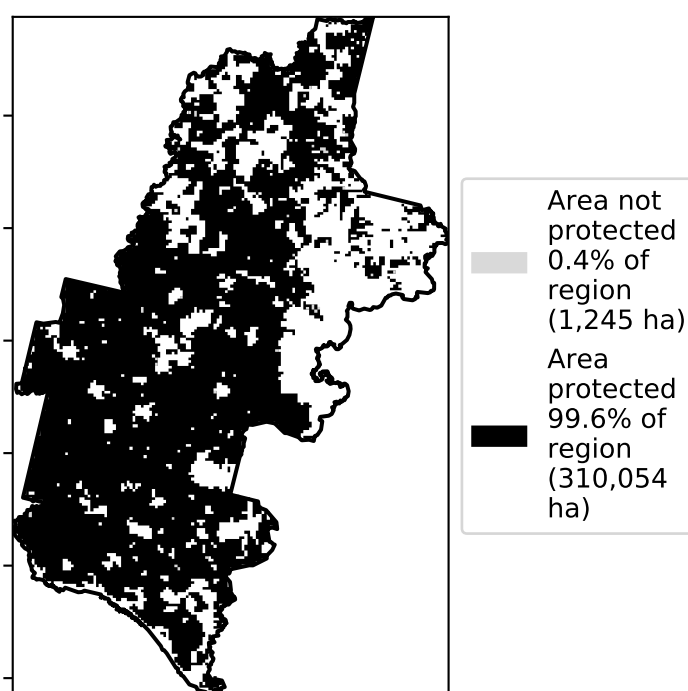 Area not
protected
0.4% of
region
(1,245 ha)
Area
protected
99.6% of
region
(310,054
ha)